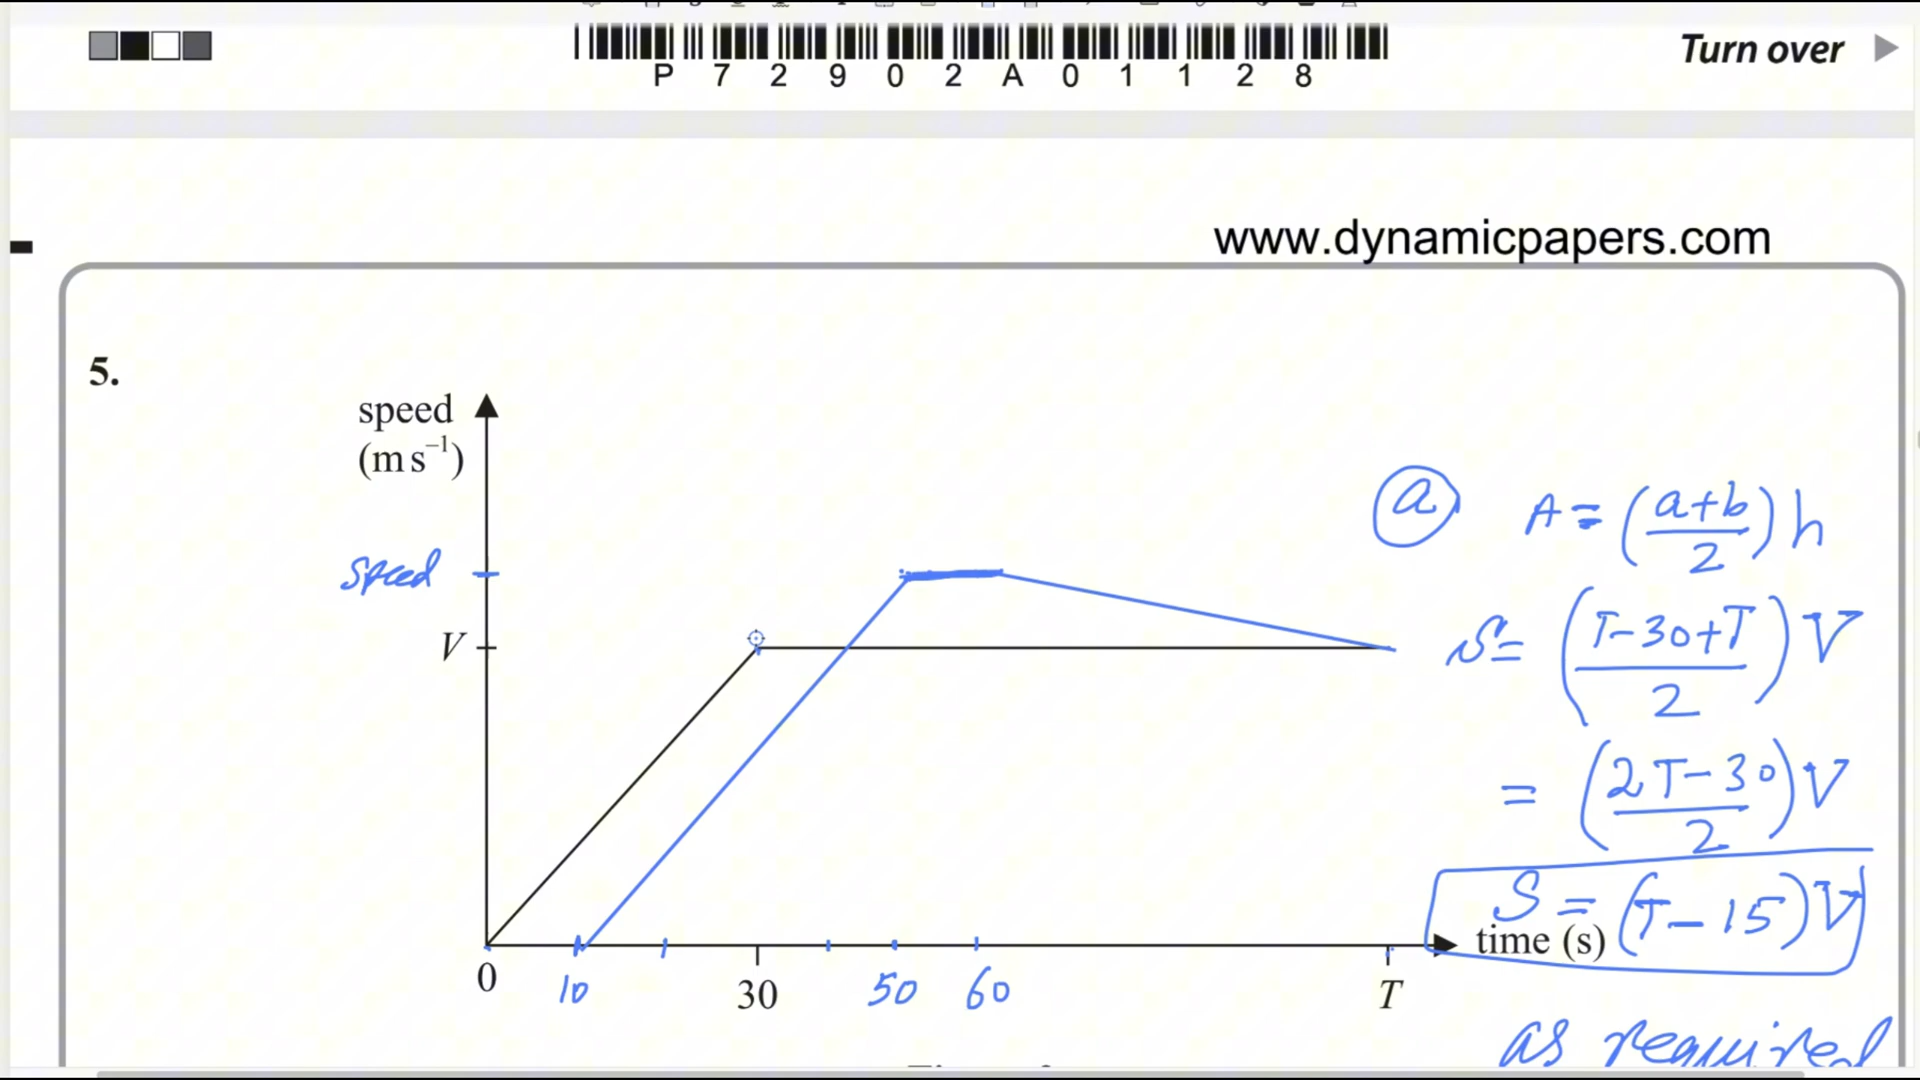 Turn over
P 7 2 9 0 2 A 0 1 1 2 8
www.dynamicpapers.com
5.
speed
(m s⁻¹)
speed
V
0
10
30
50
60
T
time (s)
a
A = (a+b/2) h
S = (T-30+T/2) V
= (2T-30/2) V
S = (T-15) V
as required